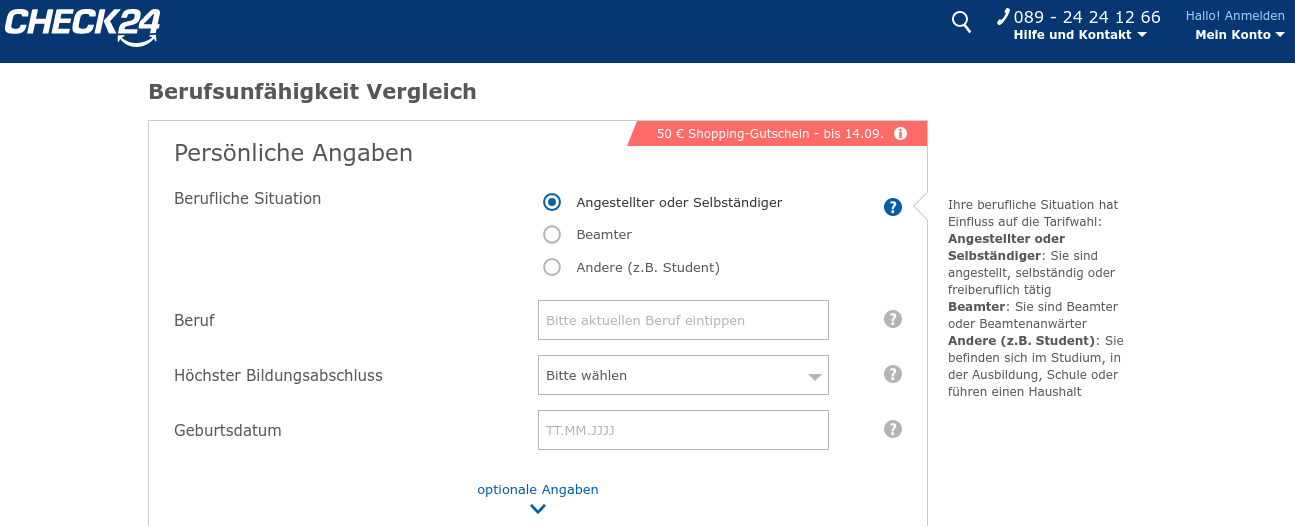 CHECK24
089 - 24 24 12 66
Hilfe und Kontakt
Hallo! Anmelden
Mein Konto
Berufsunfähigkeit Vergleich
50 € Shopping-Gutschein - bis 14.09.
Persönliche Angaben
Berufliche Situation
Angestellter oder Selbständiger
Beamter
Andere (z.B. Student)
Beruf
Bitte aktuellen Beruf eintippen
Höchster Bildungsabschluss
Bitte wählen
Geburtsdatum
TT.MM.JJJJ
optionale Angaben
Ihre berufliche Situation hat
Einfluss auf die Tarifwahl:
Angestellter oder
Selbständiger: Sie sind
angestellt, selbständig oder
freiberuflich tätig
Beamter: Sie sind Beamter
oder Beamtenanwärter
Andere (z.B. Student): Sie
befinden sich im Studium, in
der Ausbildung, Schule oder
führen einen Haushalt